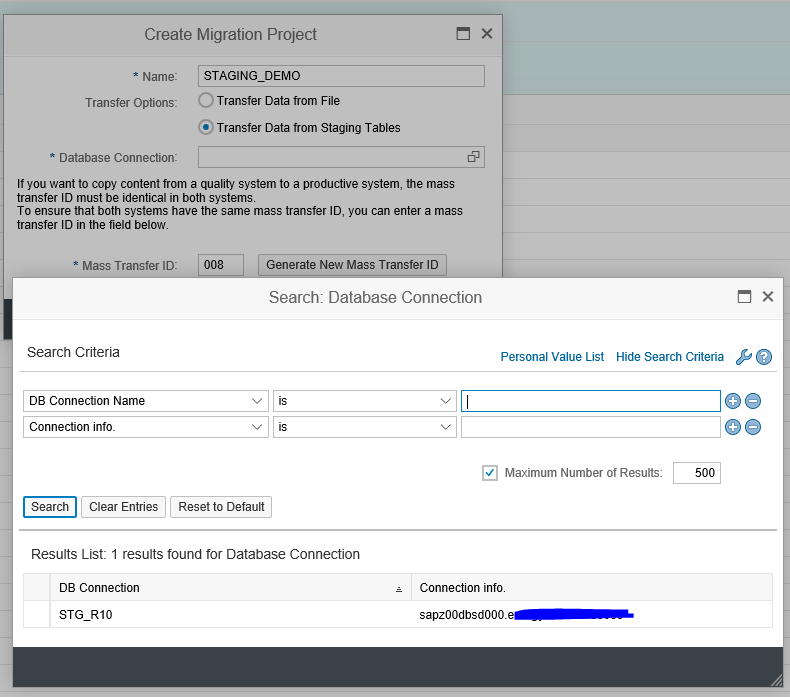 Create Migration Project
* Name: STAGING_DEMO
Transfer Options: Transfer Data from File
Transfer Data from Staging Tables
* Database Connection:
If you want to copy content from a quality system to a productive system, the mass
transfer ID must be identical in both systems.
To ensure that both systems have the same mass transfer ID, you can enter a mass
transfer ID in the field below.
* Mass Transfer ID: 008 Generate New Mass Transfer ID
Search: Database Connection
Search Criteria
Personal Value List Hide Search Criteria
DB Connection Name is
Connection info. is
Maximum Number of Results: 500
Search Clear Entries Reset to Default
Results List: 1 results found for Database Connection
DB Connection Connection info.
STG_R10